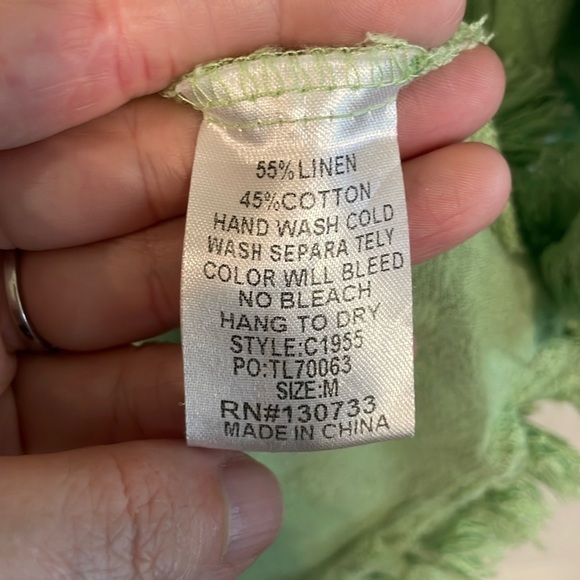 55% LINEN
45%COTTON
HAND WASH COLD
WASH SEPARA TELY
COLOR WILL BLEED
NO BLEACH
HANG TO DRY
STYLE:C1955
PO:TL70063
SIZE:M
RN#130733
MADE IN CHINA